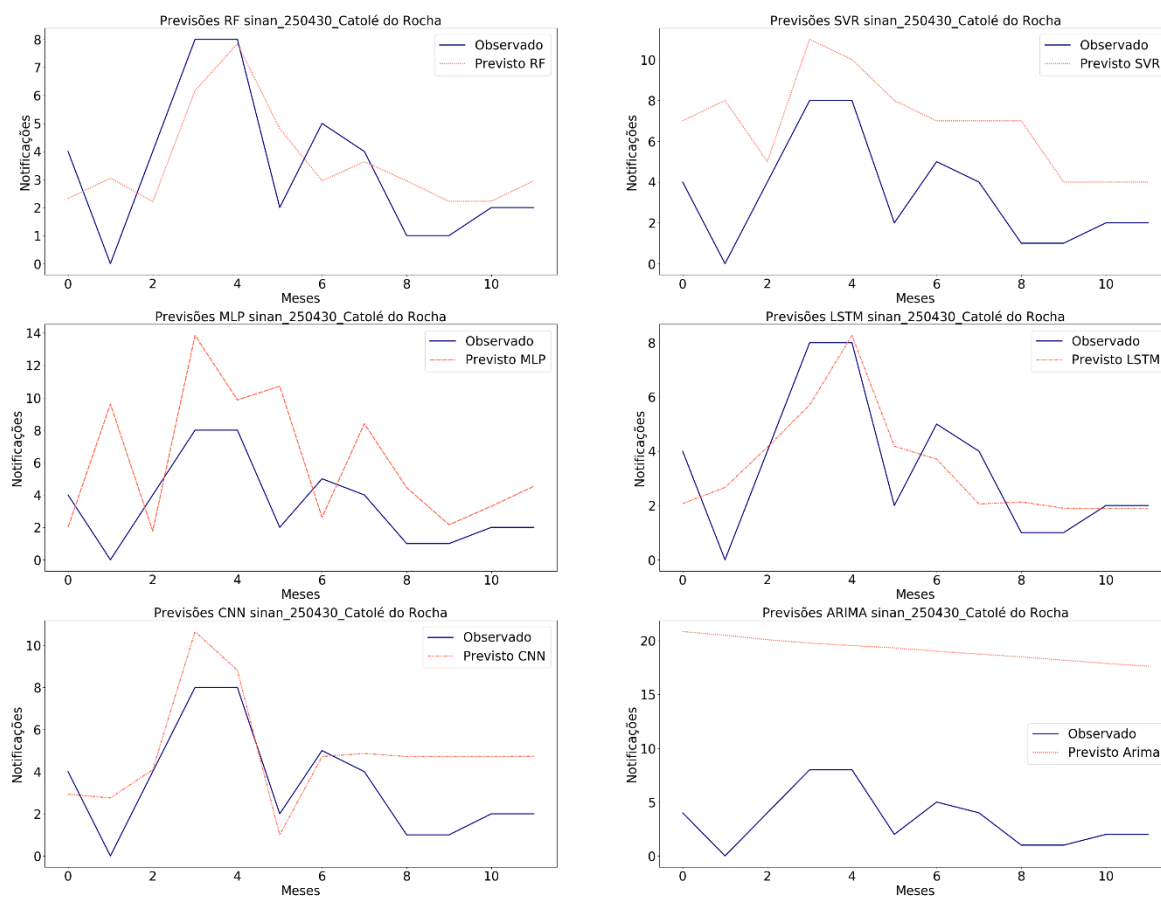 Previsões RF sinan_250430_Catolé do Rocha
Notificações
8
7
6
5
4
3
2
1
0
Observado
Previsto RF
0 2 4 6 8 10
Meses
Previsões SVR sinan_250430_Catolé do Rocha
Notificações
10
8
6
4
2
0
Observado
Previsto SVR
0 2 4 6 8 10
Meses
Previsões MLP sinan_250430_Catolé do Rocha
Notificações
14
12
10
8
6
4
2
0
Observado
Previsto MLP
0 2 4 6 8 10
Meses
Previsões LSTM sinan_250430_Catolé do Rocha
Notificações
8
6
4
2
0
Observado
Previsto LSTM
0 2 4 6 8 10
Meses
Previsões CNN sinan_250430_Catolé do Rocha
Notificações
10
8
6
4
2
0
Observado
Previsto CNN
0 2 4 6 8 10
Meses
Previsões ARIMA sinan_250430_Catolé do Rocha
Notificações
20
15
10
5
0
Observado
Previsto Arima
0 2 4 6 8 10
Meses